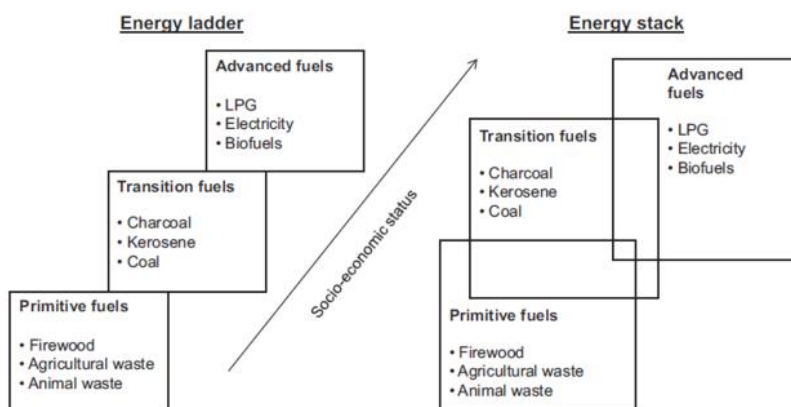 Energy ladder
Advanced fuels
• LPG
• Electricity
• Biofuels
Transition fuels
• Charcoal
• Kerosene
• Coal
Primitive fuels
• Firewood
• Agricultural waste
• Animal waste
Socio-economic status
Energy stack
Advanced
fuels
• LPG
• Electricity
• Biofuels
Transition fuels
• Charcoal
• Kerosene
• Coal
Primitive fuels
• Firewood
• Agricultural waste
• Animal waste